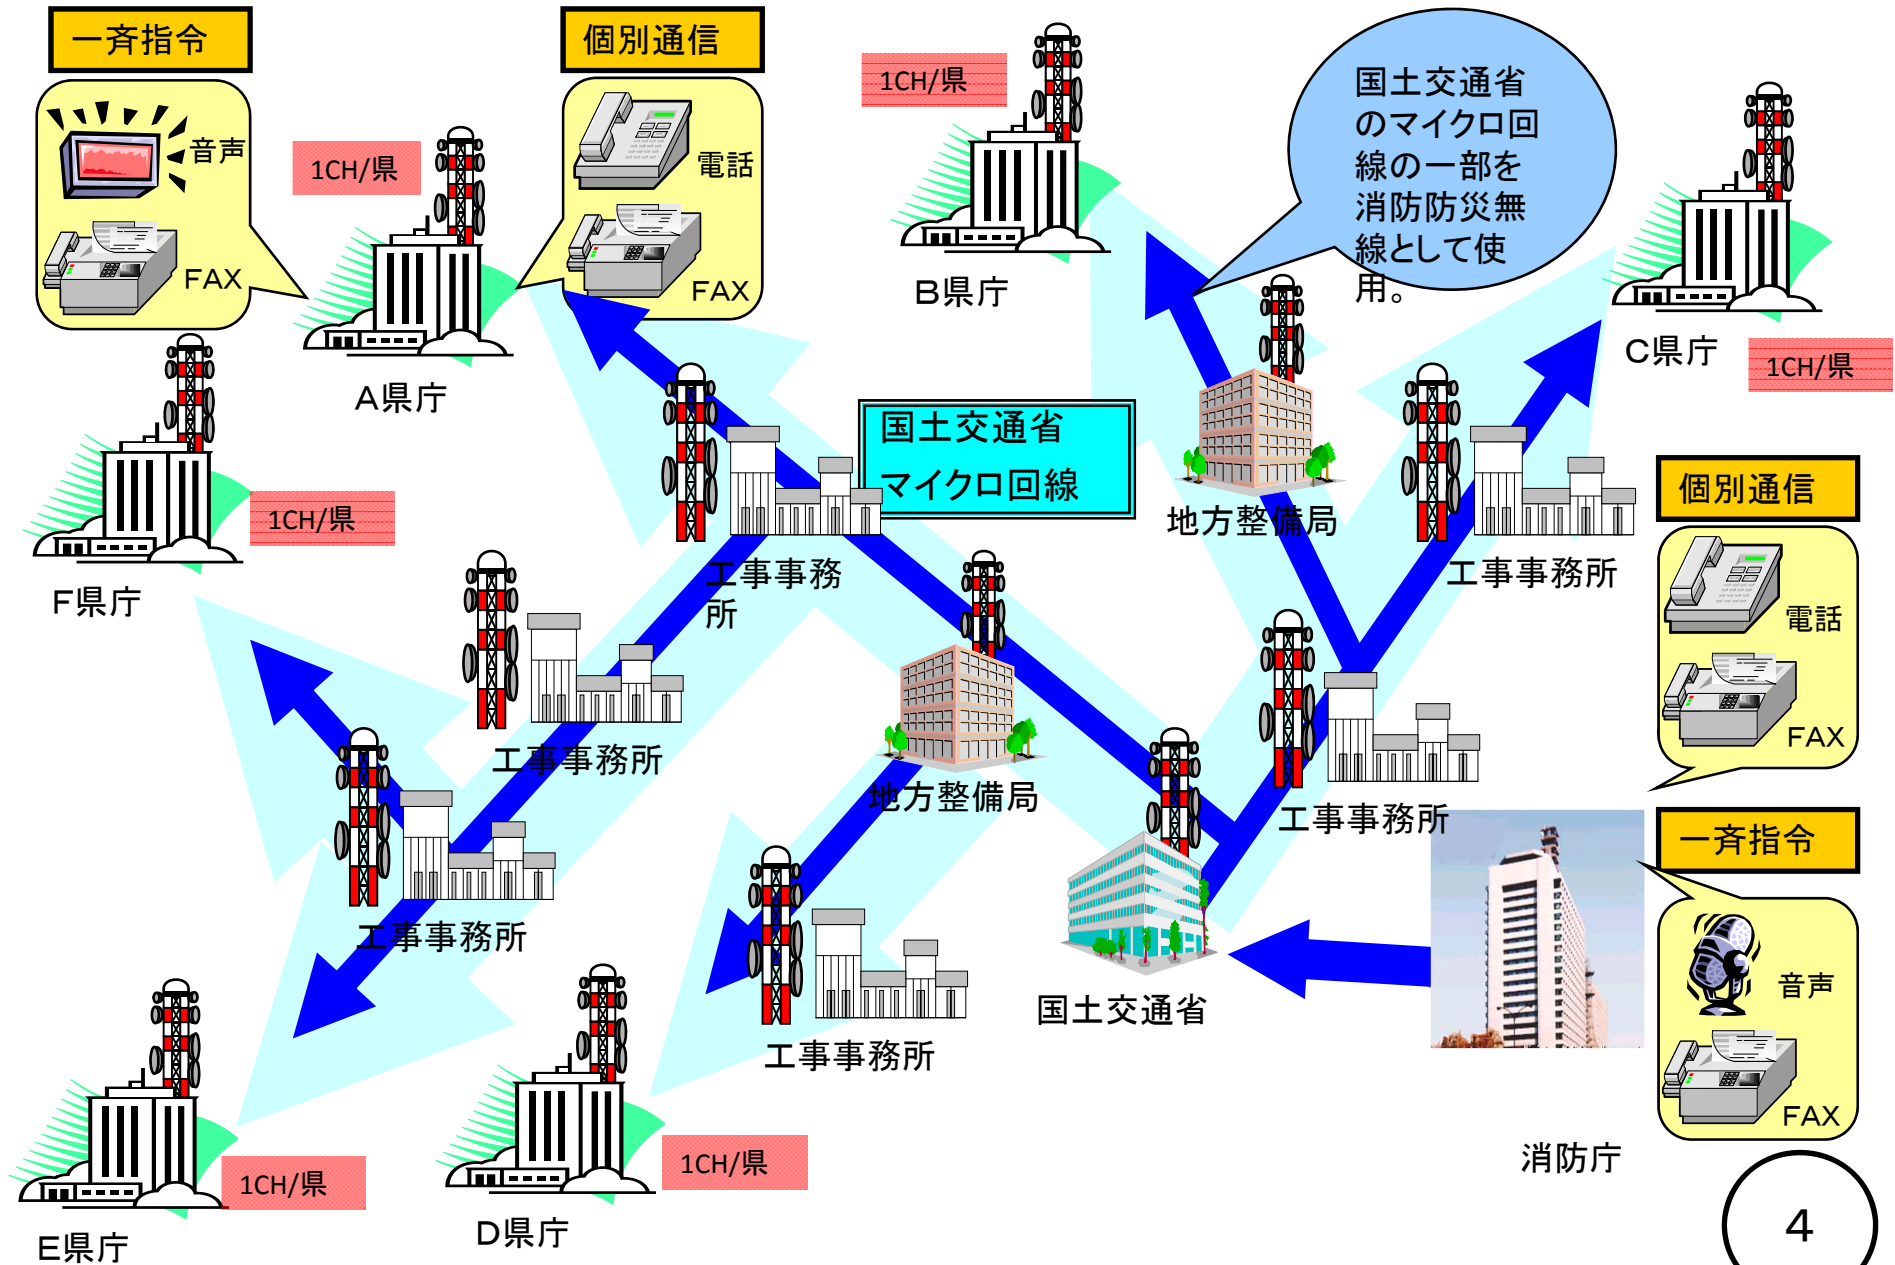 一斉指令
音声
FAX
1CH/県
A県庁
個別通信
電話
FAX
1CH/県
B県庁
国土交通省
のマイクロ回
線の一部を
消防防災無
線として使
用。
C県庁
1CH/県
1CH/県
F県庁
国土交通省
マイクロ回線
工事事務
所
地方整備局
工事事務所
個別通信
電話
FAX
工事事務所
地方整備局
工事事務所
工事事務所
一斉指令
音声
FAX
消防庁
国土交通省
工事事務所
1CH/県
E県庁
1CH/県
D県庁
4